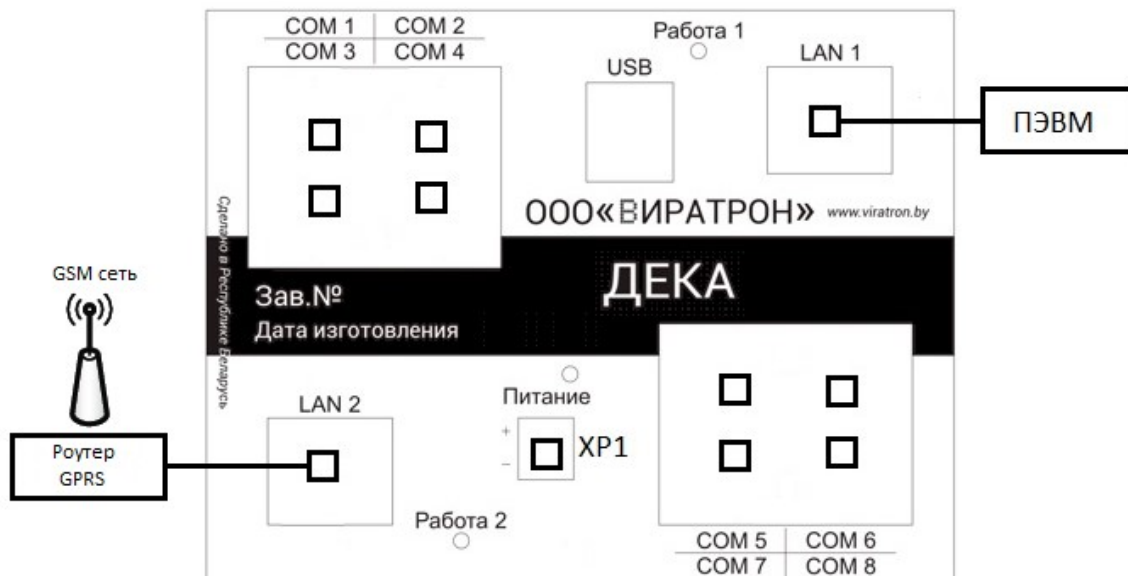 COM 1 COM 2
COM 3 COM 4
Работа 1
USB
LAN 1
ПЭВМ
ООО«ВИРАТРОН» www.viratron.by
Сделано в Республике Беларусь
GSM сеть
ДЕКА
Зав.№
Дата изготовления
Питание
LAN 2
+
−
XP1
Роутер
GPRS
Работа 2
COM 5 COM 6
COM 7 COM 8